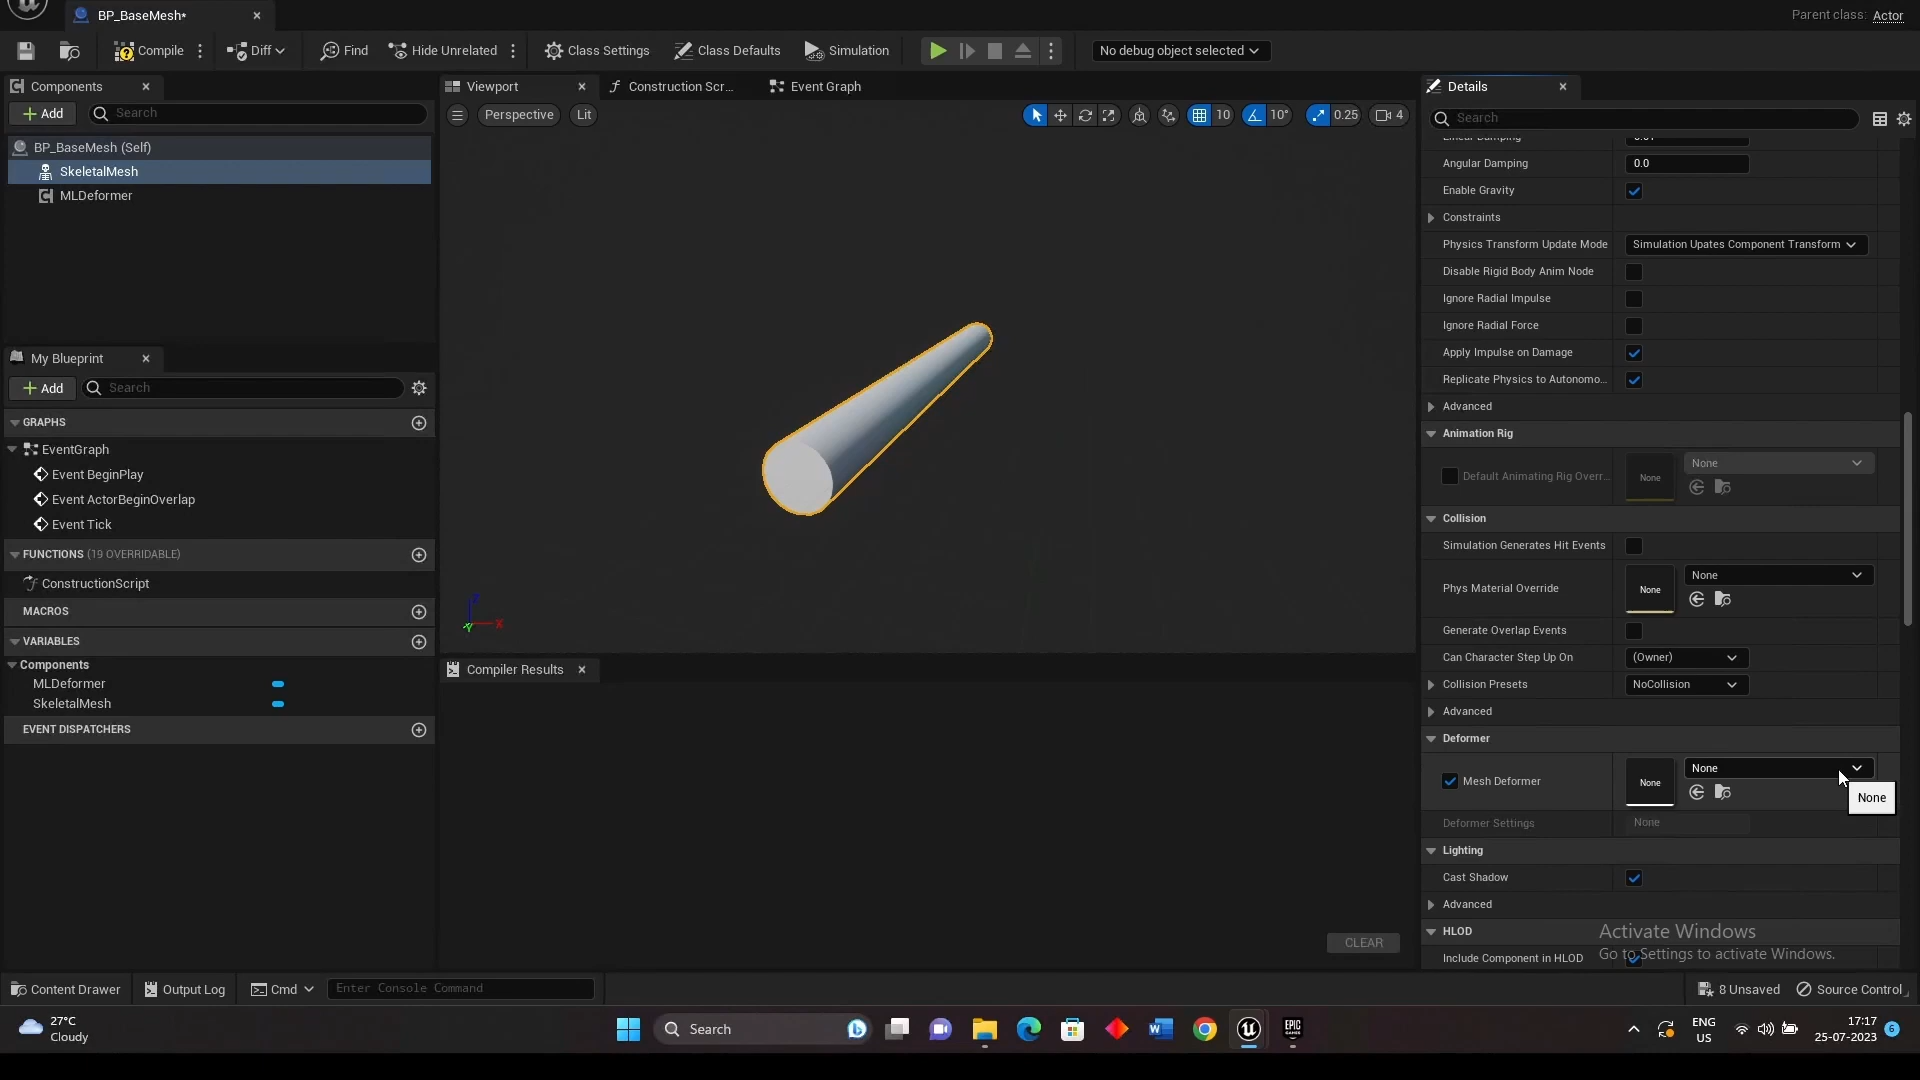 BP_BaseMesh*
Parent class: Actor
Compile
Diff
Find
Hide Unrelated
Class Settings
Class Defaults
Simulation
No debug object selected
Components
Add
Search
BP_BaseMesh (Self)
SkeletalMesh
MLDeformer
My Blueprint
Add
Search
GRAPHS
EventGraph
Event BeginPlay
Event ActorBeginOverlap
Event Tick
FUNCTIONS (19 OVERRIDABLE)
ConstructionScript
MACROS
VARIABLES
Components
MLDeformer
SkeletalMesh
EVENT DISPATCHERS
Viewport
Construction Scr...
Event Graph
Perspective
Lit
10
10°
0.25
4
Z
X
Y
Compiler Results
CLEAR
Details
Search
Angular Damping
0.0
Enable Gravity
Constraints
Physics Transform Update Mode
Simulation Upates Component Transform
Disable Rigid Body Anim Node
Ignore Radial Impulse
Ignore Radial Force
Apply Impulse on Damage
Replicate Physics to Autonomo...
Advanced
Animation Rig
Default Animating Rig Overr...
None
None
Collision
Simulation Generates Hit Events
Phys Material Override
None
None
Generate Overlap Events
Can Character Step Up On
(Owner)
Collision Presets
NoCollision
Advanced
Deformer
Mesh Deformer
None
None
None
Deformer Settings
None
Lighting
Cast Shadow
Advanced
HLOD
Include Component in HLOD
Activate Windows
Go to Settings to activate Windows.
Content Drawer
Output Log
Cmd
Enter Console Command
8 Unsaved
Source Control
27°C
Cloudy
Search
EPIC
GAMES
ENG
US
17:17
25-07-2023
6